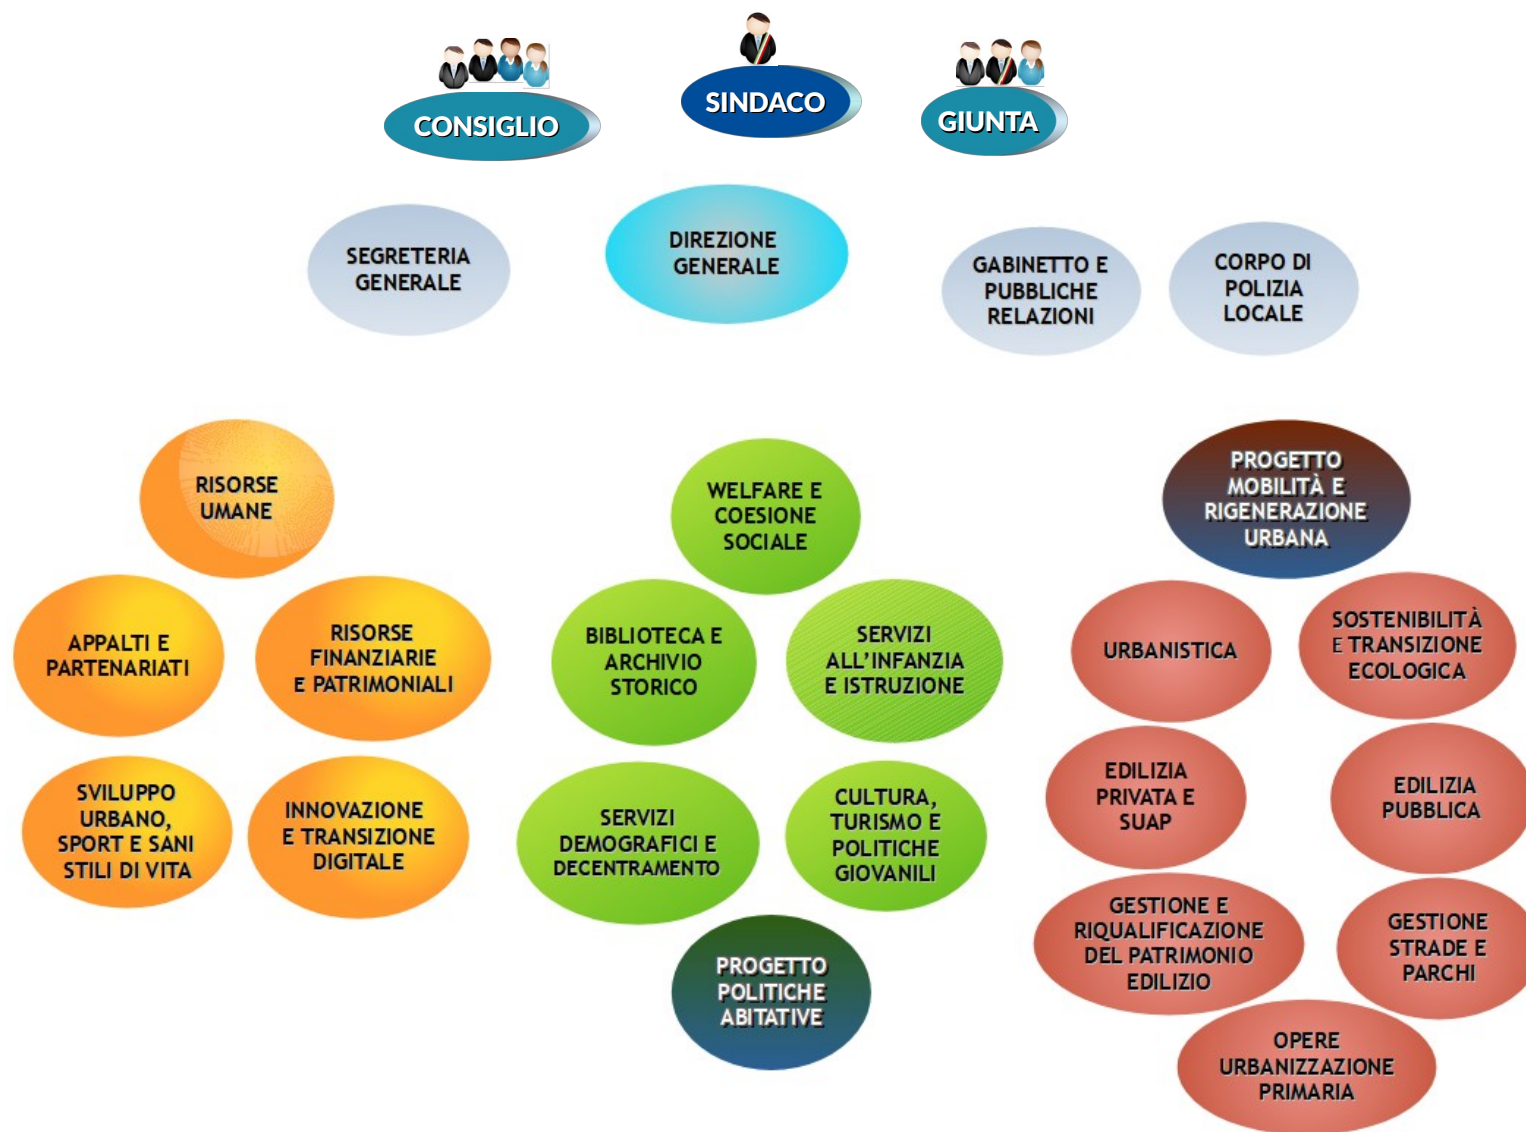 CONSIGLIO
SINDACO
GIUNTA
SEGRETERIA
GENERALE
DIREZIONE
GENERALE
GABINETTO E
PUBBLICHE
RELAZIONI
CORPO DI
POLIZIA
LOCALE
RISORSE
UMANE
APPALTI E
PARTENARIATI
RISORSE
FINANZIARIE
E PATRIMONIALI
SVILUPPO
URBANO,
SPORT E SANI
STILI DI VITA
INNOVAZIONE
E TRANSIZIONE
DIGITALE
WELFARE E
COESIONE
SOCIALE
BIBLIOTECA E
ARCHIVIO
STORICO
SERVIZI
ALL'INFANZIA
E ISTRUZIONE
SERVIZI
DEMOGRAFICI E
DECENTRAMENTO
CULTURA,
TURISMO E
POLITICHE
GIOVANILI
PROGETTO
POLITICHE
ABITATIVE
PROGETTO
MOBILITÀ E
RIGENERAZIONE
URBANA
URBANISTICA
SOSTENIBILITÀ
E TRANSIZIONE
ECOLOGICA
EDILIZIA
PRIVATA E
SUAP
EDILIZIA
PUBBLICA
GESTIONE E
RIQUALIFICAZIONE
DEL PATRIMONIO
EDILIZIO
GESTIONE
STRADE E
PARCHI
OPERE
URBANIZZAZIONE
PRIMARIA